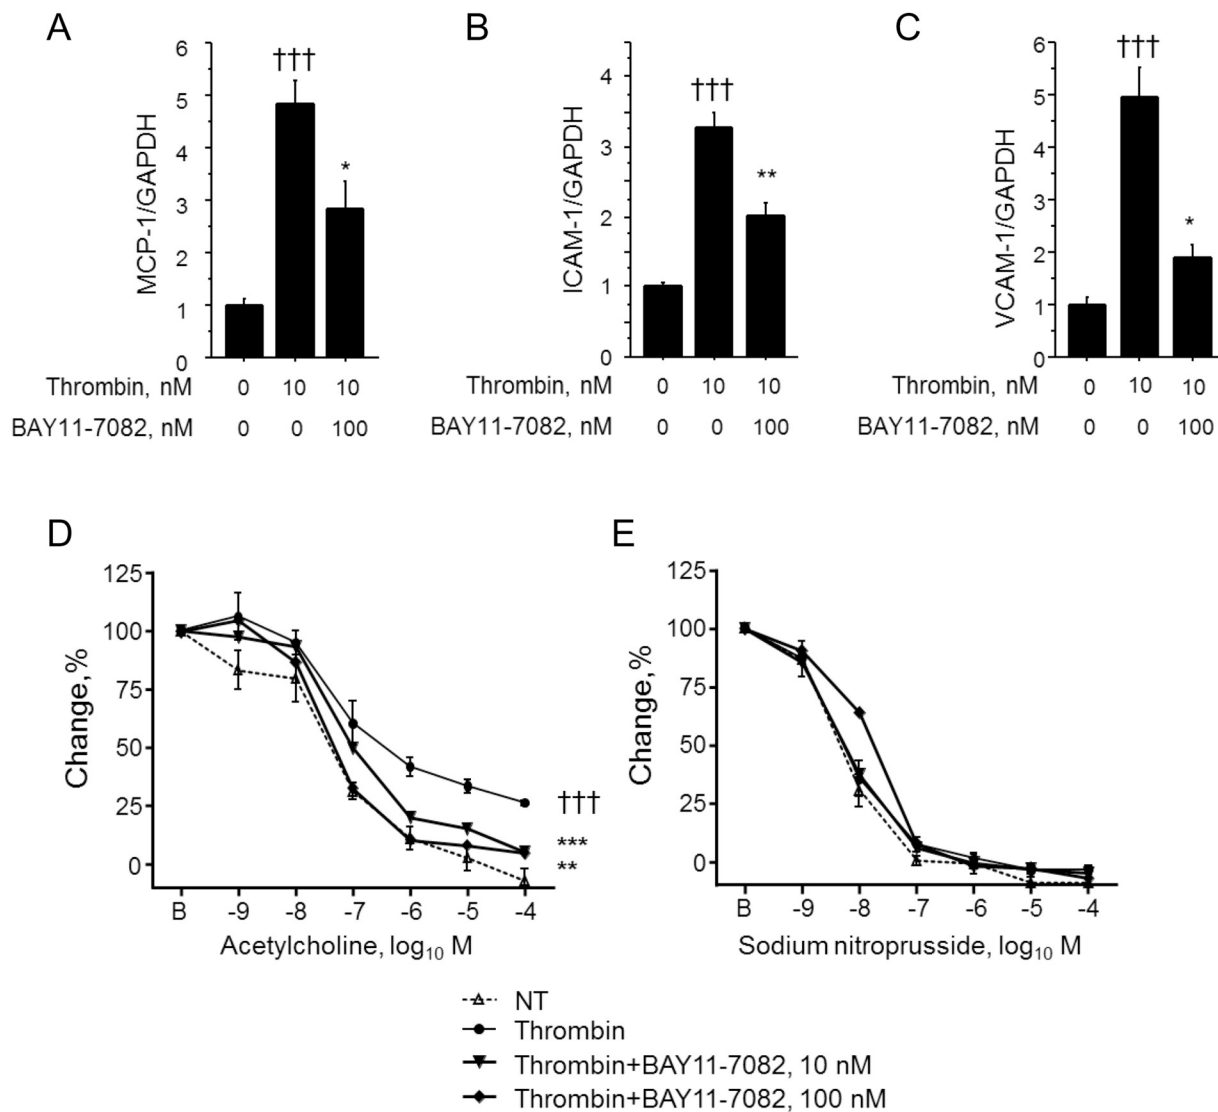 A
B
C
6
5
4
3
2
1
0
MCP-1/GAPDH
†††
*
4
3
2
1
0
ICAM-1/GAPDH
†††
**
6
5
4
3
2
1
0
VCAM-1/GAPDH
†††
*
Thrombin, nM 0 10 10
BAY11-7082, nM 0 0 100
Thrombin, nM 0 10 10
BAY11-7082, nM 0 0 100
Thrombin, nM 0 10 10
BAY11-7082, nM 0 0 100
D
125
100
75
50
25
0
Change,%
†††
***
**
B -9 -8 -7 -6 -5 -4
Acetylcholine, log₁₀ M
E
125
100
75
50
25
0
Change,%
B -9 -8 -7 -6 -5 -4
Sodium nitroprusside, log₁₀ M
NT
Thrombin
Thrombin+BAY11-7082, 10 nM
Thrombin+BAY11-7082, 100 nM